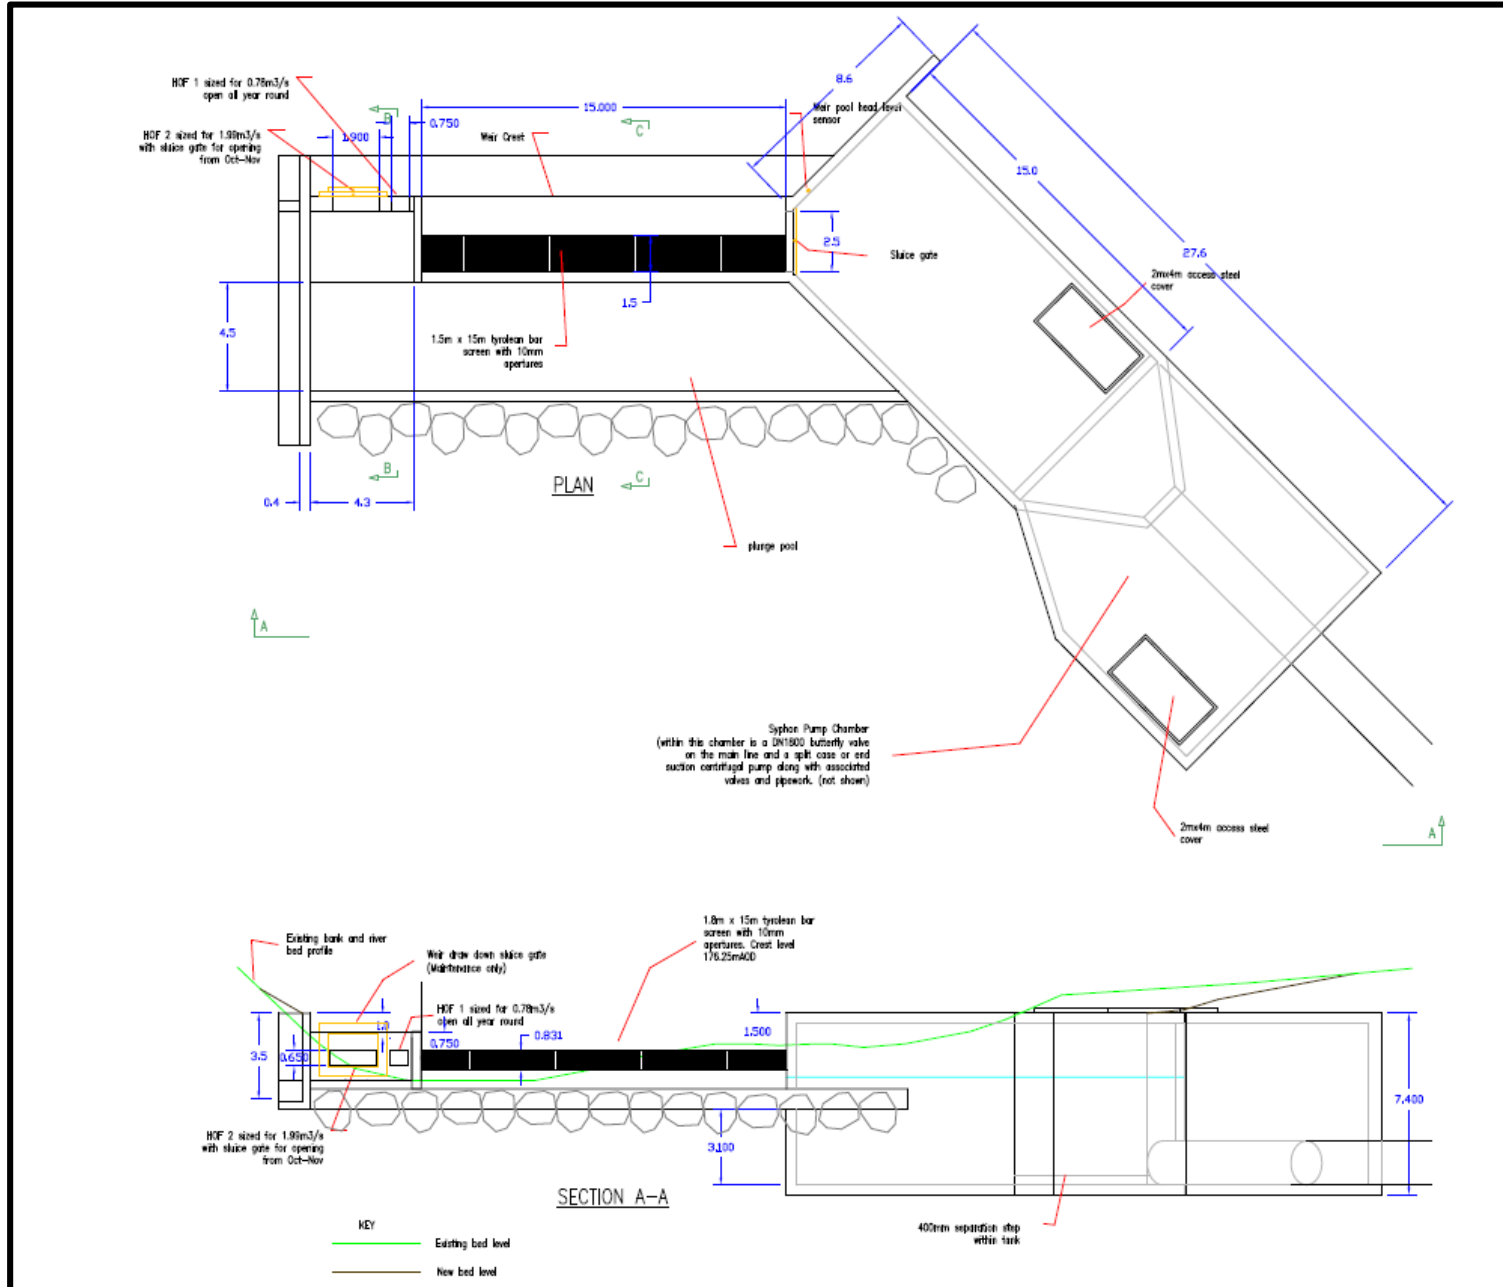 HOF 1 sized for 0.78m3/s
open all year round
HOF 2 sized for 1.99m3/s
with sluice gate for opening
from Oct-Nov
B
1.900
0.750
15.000
Weir Crest
C
Weir pool head level
sensor
8.6
15.0
27.6
2.5
Sluice gate
2mx4m access steel
cover
1.5
4.5
1.5m x 15m tyrolean bar
screen with 10mm
apertures
B
C
PLAN
0.4
4.3
plunge pool
A
Syphon Pump Chamber
(within this chamber is a DN1600 butterfly valve
on the main line and a split case or end
suction centrifugal pump along with associated
valves and pipework. (not shown)
2mx4m access steel
cover
A
Existing bank and river
bed profile
Weir draw down sluice gate
(Maintenance only)
1.8m x 15m tyrolean bar
screen with 10mm
apertures. Crest level
176.25mAOD
HOF 1 sized for 0.78m3/s
open all year round
1.0
0.750
0.831
1.500
3.5
0.650
7.400
HOF 2 sized for 1.99m3/s
with sluice gate for opening
from Oct-Nov
3.100
SECTION A-A
400mm separation step
within tank
KEY
Existing bed level
New bed level